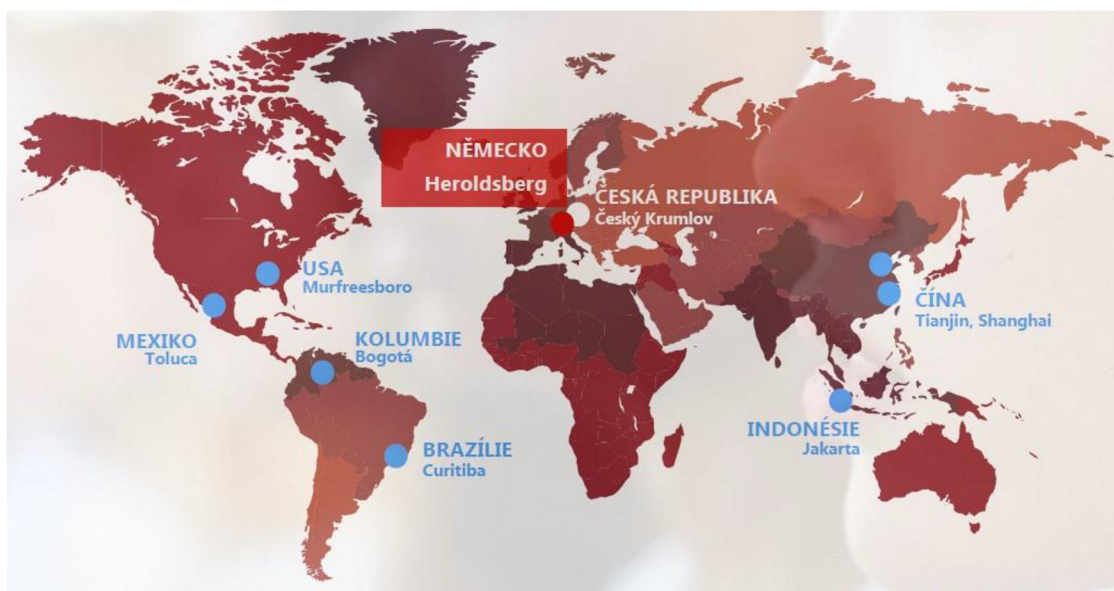 NĚMECKO
Heroldsberg
ČESKÁ REPUBLIKA
Český Krumlov
USA
Murfreesboro
MEXIKO
Toluca
KOLUMBIE
Bogotá
BRAZÍLIE
Curitiba
ČÍNA
Tianjin, Shanghai
INDONÉSIE
Jakarta